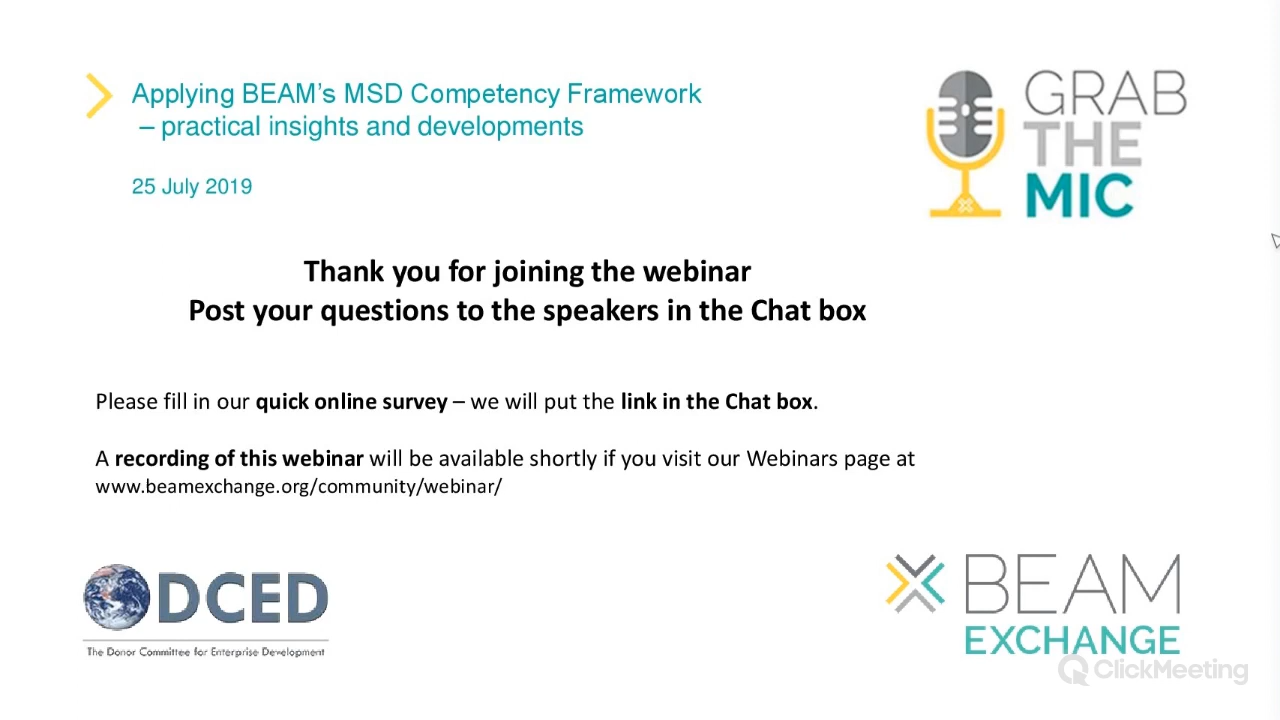 Applying BEAM’s MSD Competency Framework
– practical insights and developments
25 July 2019
GRAB
THE
MIC
Thank you for joining the webinar
Post your questions to the speakers in the Chat box
Please fill in our quick online survey – we will put the link in the Chat box.
A recording of this webinar will be available shortly if you visit our Webinars page at
www.beamexchange.org/community/webinar/
DCED
The Donor Committee for Enterprise Development
BEAM
EXCHANGE
ClickMeeting